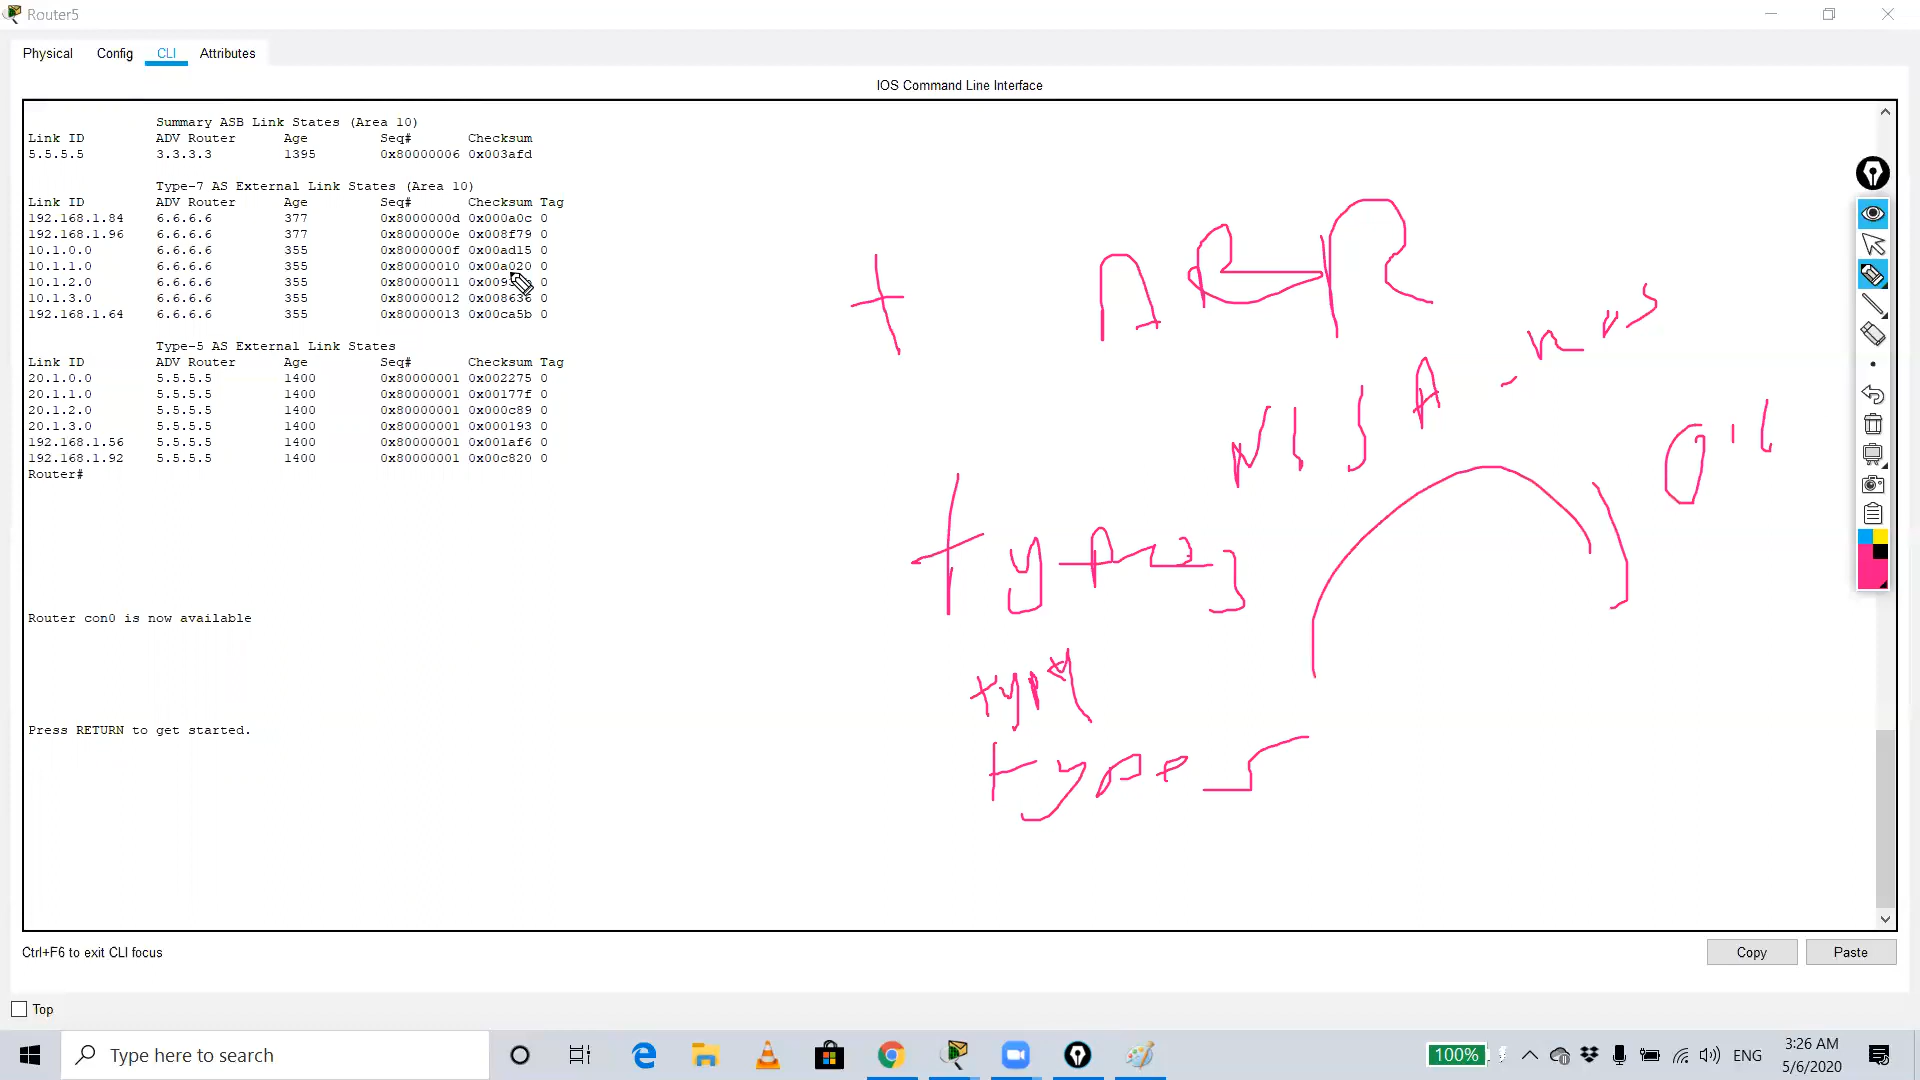 Router5
Physical Config CLI Attributes
IOS Command Line Interface
Summary ASB Link States (Area 10)
Link ID ADV Router Age Seq# Checksum
5.5.5.5 3.3.3.3 1395 0x80000006 0x003afd
Type-7 AS External Link States (Area 10)
Link ID ADV Router Age Seq# Checksum Tag
192.168.1.84 6.6.6.6 377 0x8000000d 0x000a0c 0
192.168.1.96 6.6.6.6 377 0x8000000e 0x008f79 0
10.1.0.0 6.6.6.6 355 0x8000000f 0x00ad15 0
10.1.1.0 6.6.6.6 355 0x80000010 0x00a020 0
10.1.2.0 6.6.6.6 355 0x80000011 0
10.1.3.0 6.6.6.6 355 0x80000012 0x008636 0
192.168.1.64 6.6.6.6 355 0x80000013 0x00ca5b 0
Type-5 AS External Link States
Link ID ADV Router Age Seq# Checksum Tag
20.1.0.0 5.5.5.5 1400 0x80000001 0x002275 0
20.1.1.0 5.5.5.5 1400 0x80000001 0x00177f 0
20.1.2.0 5.5.5.5 1400 0x80000001 0x000c89 0
20.1.3.0 5.5.5.5 1400 0x80000001 0x000193 0
192.168.1.56 5.5.5.5 1400 0x80000001 0x001af6 0
192.168.1.92 5.5.5.5 1400 0x80000001 0x00c820 0
Router#
Router con0 is now available
Press RETURN to get started.
type 5
Ctrl+F6 to exit CLI focus
Copy Paste
Top
Type here to search
100% ENG
3:26 AM
5/6/2020